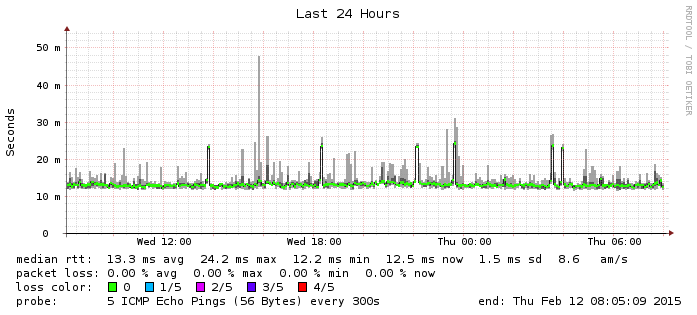 Last 24 Hours
RRDTOOL / TOBI OETIKER
Seconds
50 m
40 m
30 m
20 m
10 m
0
Wed 12:00 Wed 18:00 Thu 00:00 Thu 06:00
median rtt: 13.3 ms avg 24.2 ms max 12.2 ms min 12.5 ms now 1.5 ms sd 8.6 am/s
packet loss: 0.00 % avg 0.00 % max 0.00 % min 0.00 % now
loss color: 0 1/5 2/5 3/5 4/5
probe: 5 ICMP Echo Pings (56 Bytes) every 300s end: Thu Feb 12 08:05:09 2015